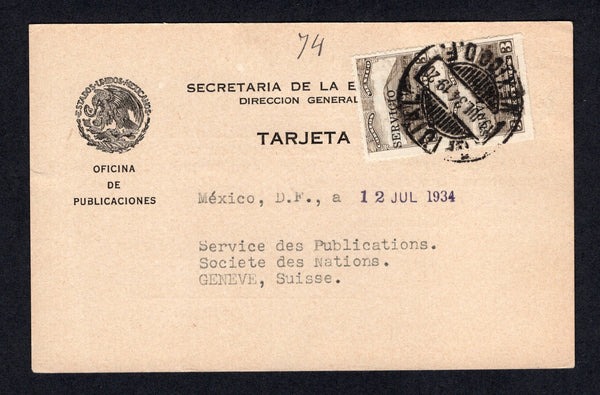 74
ESTADOS·UNIDOS·MEXICANOS
SECRETARIA DE LA E
DIRECCION GENERAL
TARJETA
SERVICIO
OFICINA
DE
PUBLICACIONES
México, D.F., a 12 JUL 1934
Service des Publications.
Societe des Nations.
GENEVE, Suisse.